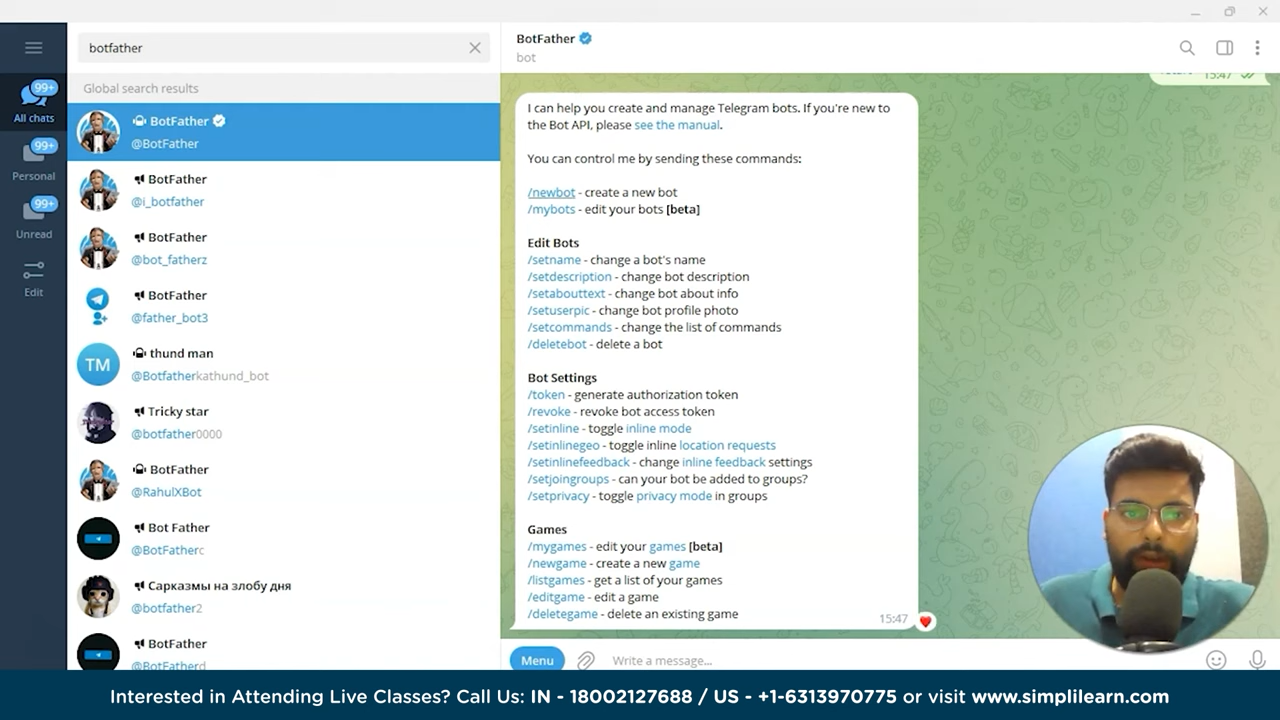 botfather
Global search results
99+
All chats
99+
Personal
99+
Unread
Edit
BotFather
@BotFather
BotFather
@i_botfather
BotFather
@bot_fatherz
BotFather
@father_bot3
TM
thund man
@Botfatherkathund_bot
Tricky star
@botfather0000
BotFather
@RahulXBot
Bot Father
@BotFatherc
Сарказмы на злобу дня
@botfather2
BotFather
@BotFatherd
BotFather
bot
15:47
I can help you create and manage Telegram bots. If you're new to
the Bot API, please see the manual.
You can control me by sending these commands:
/newbot - create a new bot
/mybots - edit your bots [beta]
Edit Bots
/setname - change a bot's name
/setdescription - change bot description
/setabouttext - change bot about info
/setuserpic - change bot profile photo
/setcommands - change the list of commands
/deletebot - delete a bot
Bot Settings
/token - generate authorization token
/revoke - revoke bot access token
/setinline - toggle inline mode
/setinlinegeo - toggle inline location requests
/setinlinefeedback - change inline feedback settings
/setjoingroups - can your bot be added to groups?
/setprivacy - toggle privacy mode in groups
Games
/mygames - edit your games [beta]
/newgame - create a new game
/listgames - get a list of your games
/editgame - edit a game
/deletegame - delete an existing game
15:47
Menu
Write a message...
Interested in Attending Live Classes? Call Us: IN - 18002127688 / US - +1-6313970775 or visit www.simplilearn.com